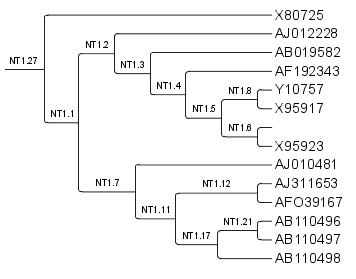 X80725
AJ012228
NT1.2
AB019582
NT1.27
NT1.3
AF192343
NT1.4
NT1.8
Y10757
NT1.5
X95917
NT1.1
NT1.6
X95923
AJ010481
NT1.7
NT1.12
AJ311653
AFO39167
NT1.11
NT1.21
AB110496
NT1.17
AB110497
AB110498